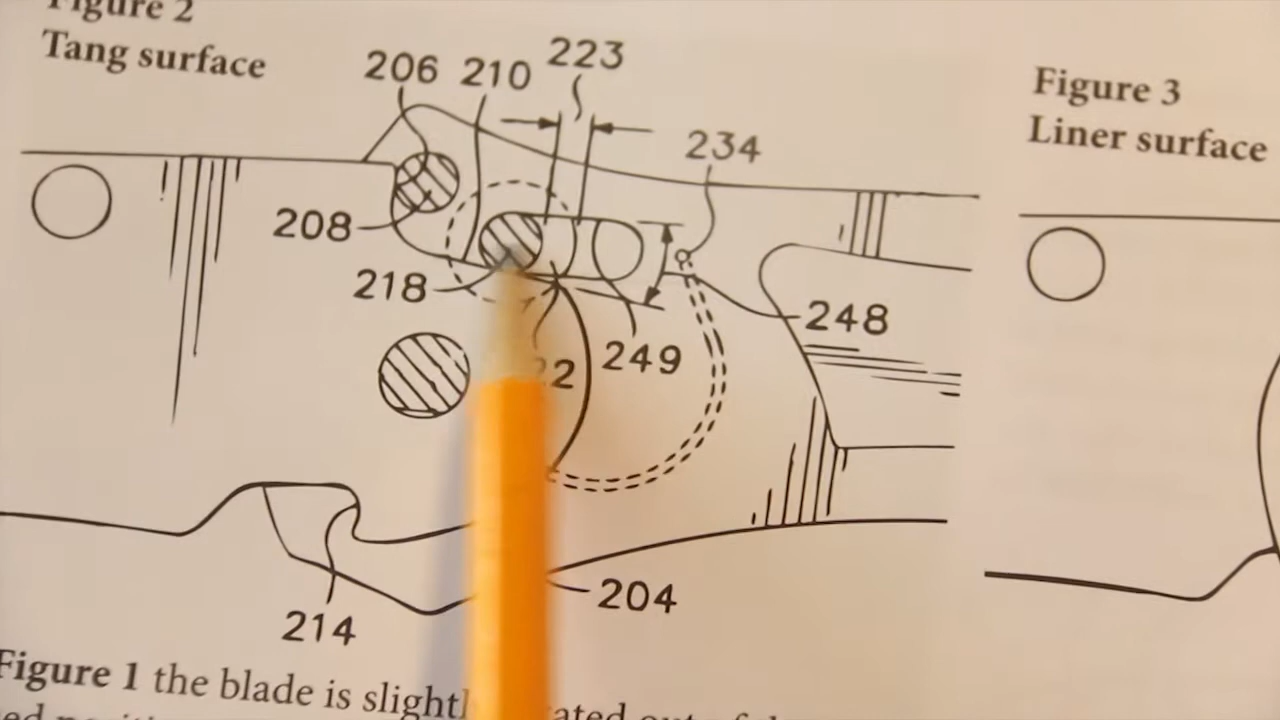 Figure 2
Tang surface
206
210
223
234
208
218
248
249
214
204
Figure 3
Liner surface
Figure 1 the blade is